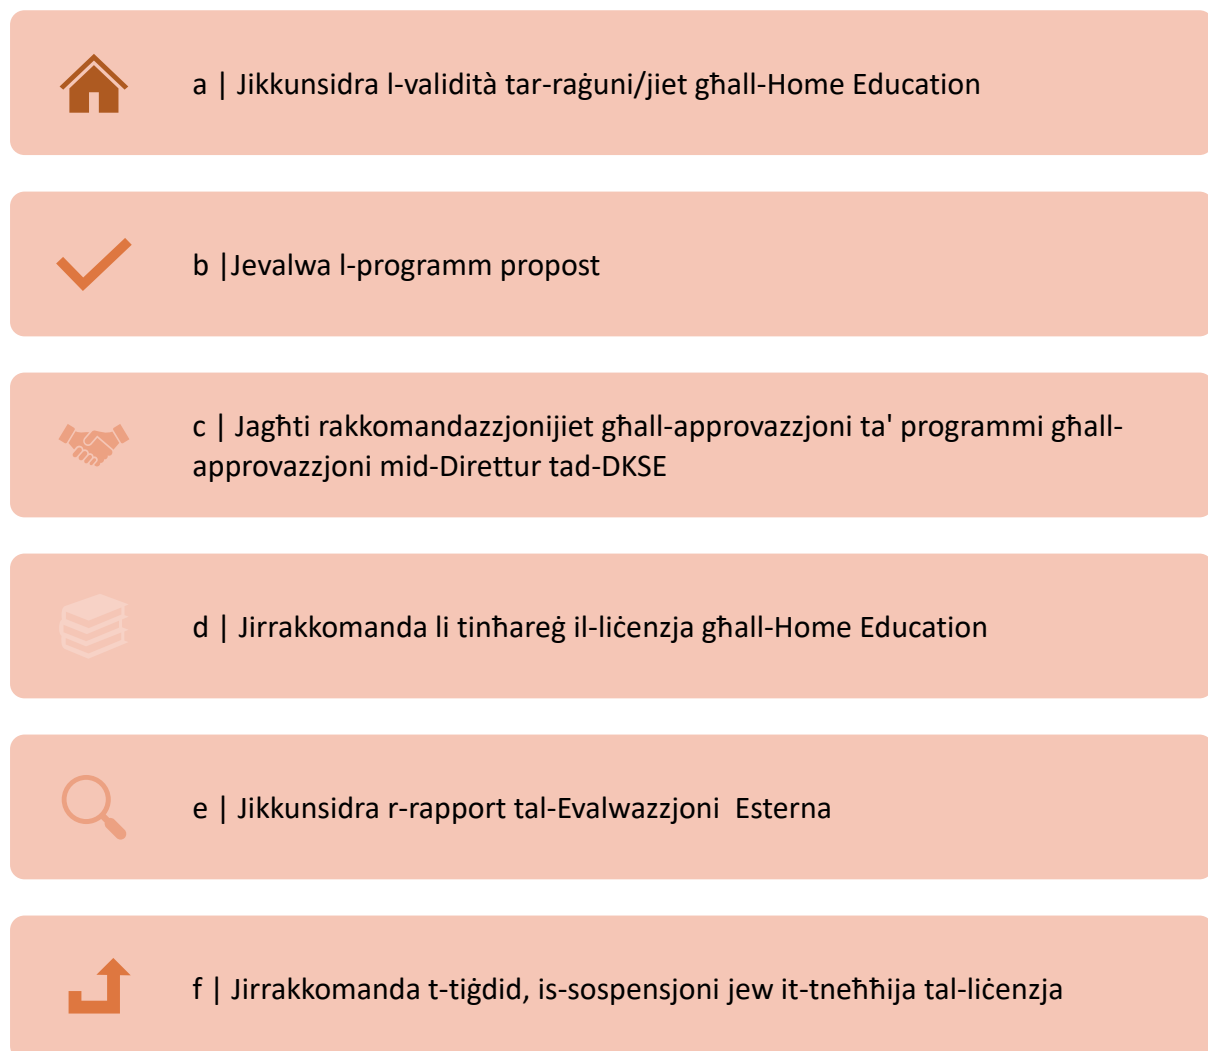 a | Jikkunsidra l-validità tar-raġuni/jiet għall-Home Education
b |Jevalwa l-programm propost
c | Jagħti rakkomandazzjonijiet għall-approvazzjoni ta' programmi għall-
approvazzjoni mid-Direttur tad-DKSE
d | Jirrakkomanda li tinħareġ il-liċenzja għall-Home Education
e | Jikkunsidra r-rapport tal-Evalwazzjoni  Esterna
f | Jirrakkomanda t-tiġdid, is-sospensjoni jew it-tneħħija tal-liċenzja